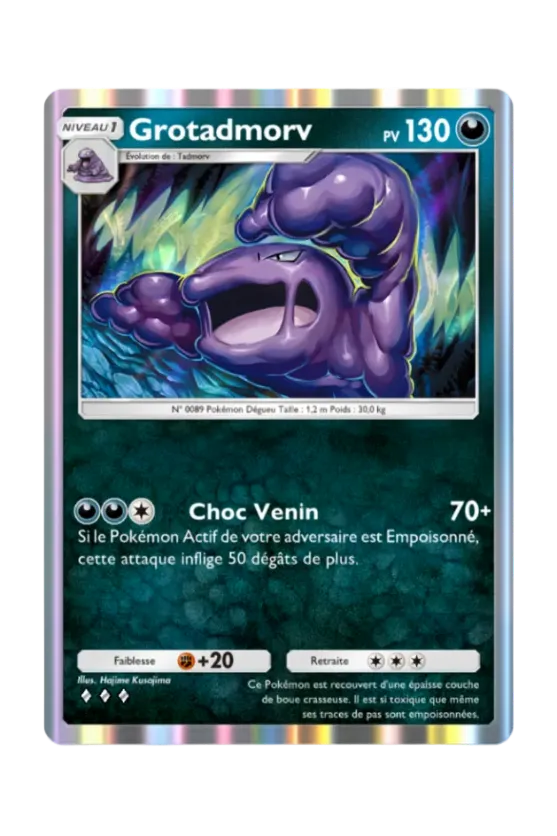 NIVEAU 1
Grotadmorv
PV 130
Évolution de : Tadmorv
N° 0089 Pokémon Dégueu Taille : 1,2 m Poids : 30,0 kg
Choc Venin 70+
Si le Pokémon Actif de votre adversaire est Empoisonné,
cette attaque inflige 50 dégâts de plus.
Faiblesse +20
Retraite
Illus. Hajime Kusajima
Ce Pokémon est recouvert d'une épaisse couche
de boue crasseuse. Il est si toxique que même
ses traces de pas sont empoisonnées.